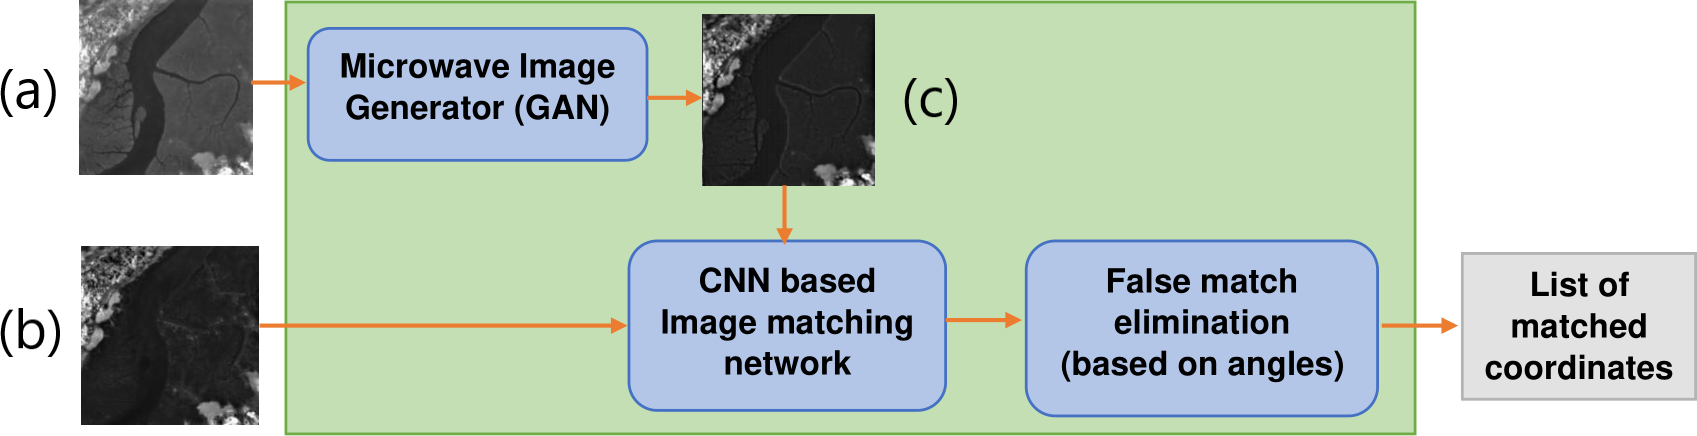 (a)
Microwave Image
Generator (GAN)
(c)
(b)
CNN based
Image matching
network
False match
elimination
(based on angles)
List of
matched
coordinates